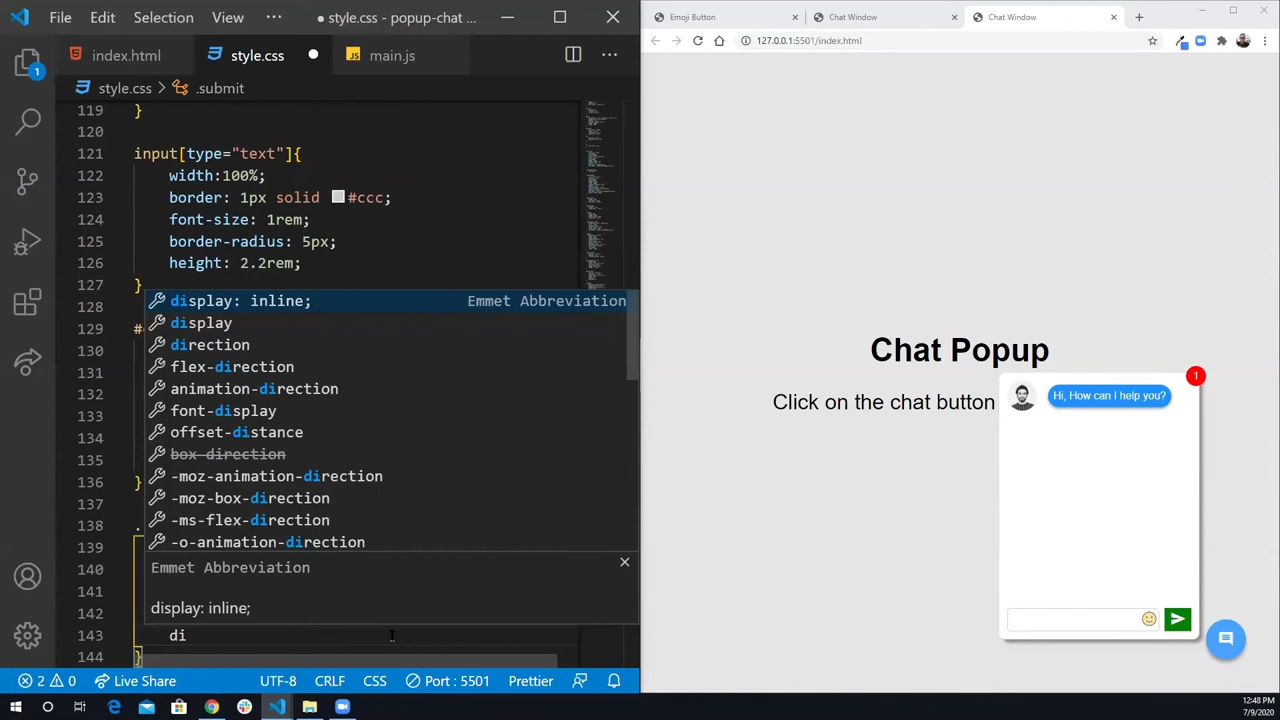 File Edit Selection View ··· ● style.css - popup-chat ...
index.html style.css ● main.js ···
style.css > .submit
119 }
120
121 input[type="text"]{
122 width:100%;
123 border: 1px solid #ccc;
124 font-size: 1rem;
125 border-radius: 5px;
126 height: 2.2rem;
127 }
128 display: inline; Emmet Abbreviation
display
129 #
130 direction
131 flex-direction
132 animation-direction
133 font-display
134 offset-distance
135 box-direction
136 } -moz-animation-direction
137 -moz-box-direction
138 . -ms-flex-direction
139 -o-animation-direction
140 Emmet Abbreviation
141
142 display: inline;
143 di
144 }
1
2 0 Live Share UTF-8 CRLF CSS Port : 5501 Prettier
Emoji Button Chat Window Chat Window
127.0.0.1:5501/index.html
Chat Popup
Click on the chat button
1
Hi, How can I help you?
12:48 PM
7/9/2020